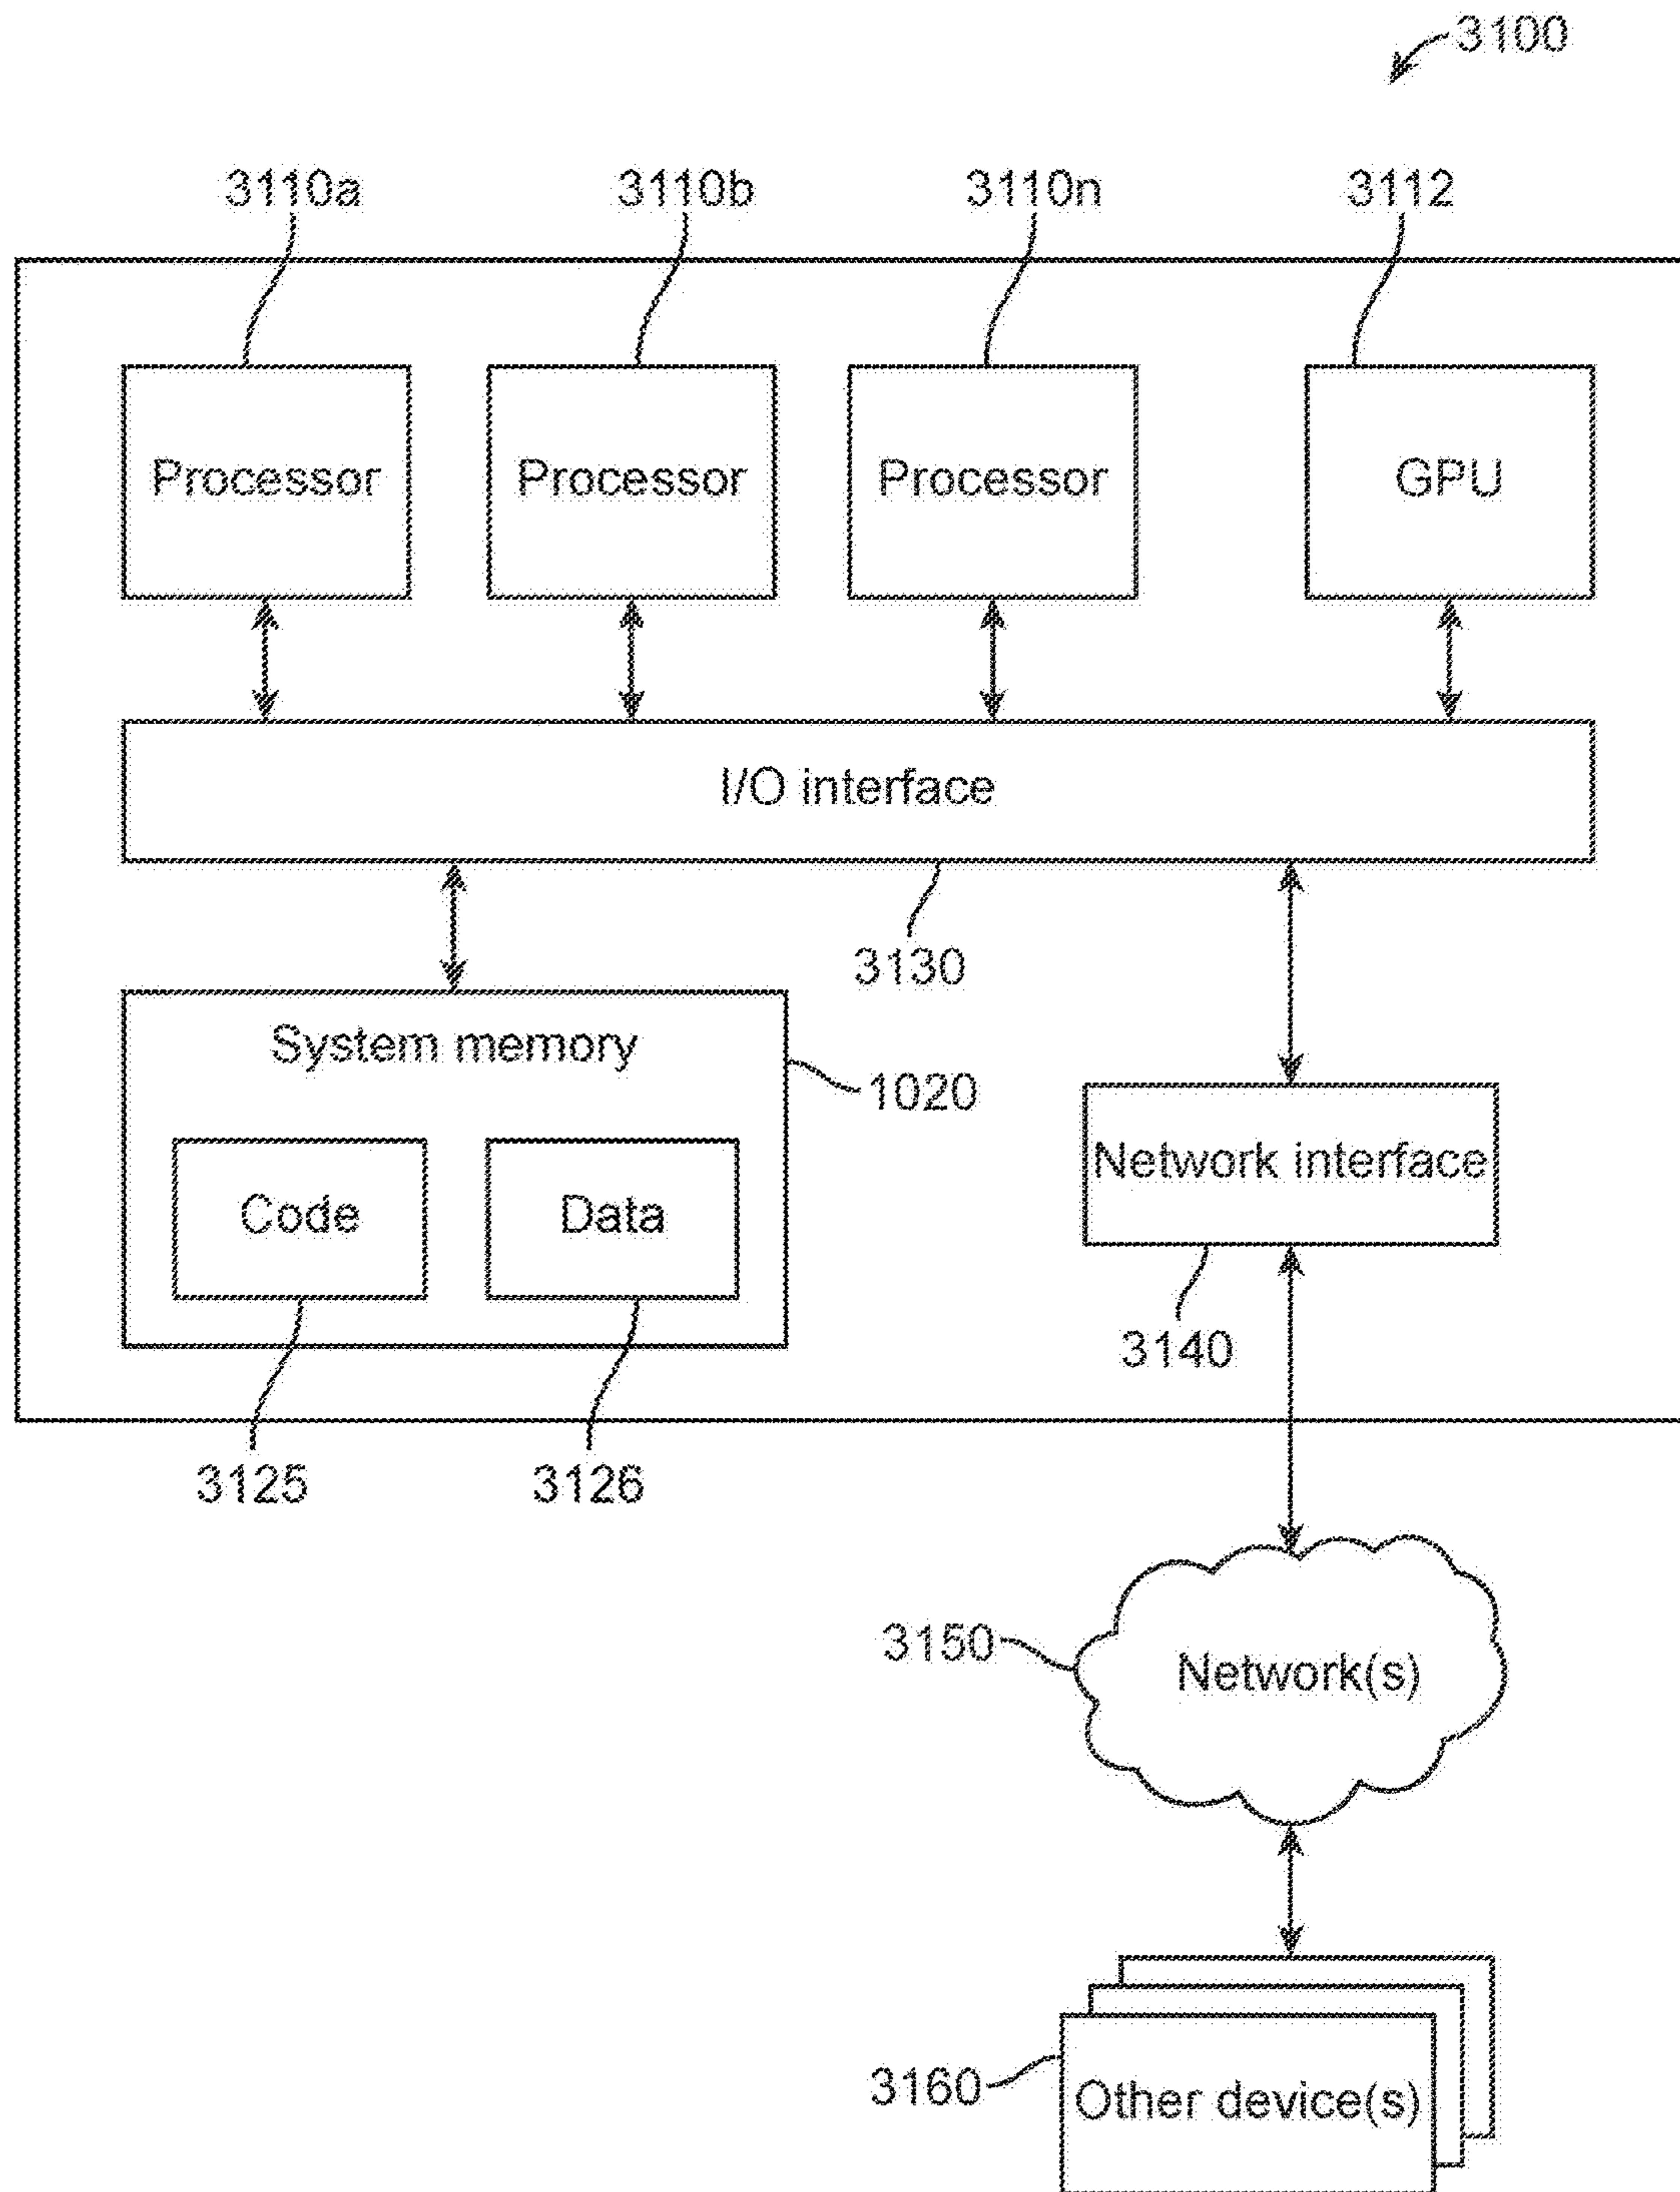 3100
3110a 3110b 3110n 3112
Processor Processor Processor GPU
I/O interface
3130
System memory
1020
Network interface
Code Data
3140
3125 3126
3150
Network(s)
3160
Other device(s)